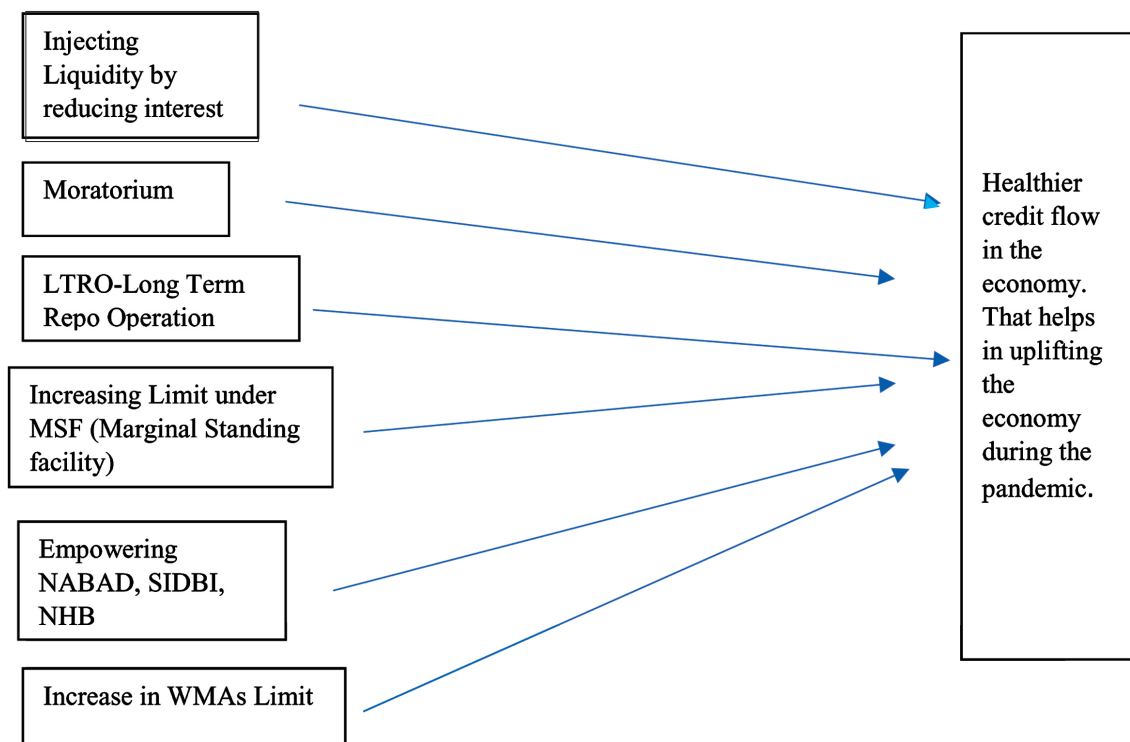 Injecting
Liquidity by
reducing interest
Moratorium
LTRO-Long Term
Repo Operation
Increasing Limit under
MSF (Marginal Standing
facility)
Empowering
NABAD, SIDBI,
NHB
Increase in WMAs Limit
Healthier
credit flow
in the
economy.
That helps
in uplifting
the
economy
during the
pandemic.